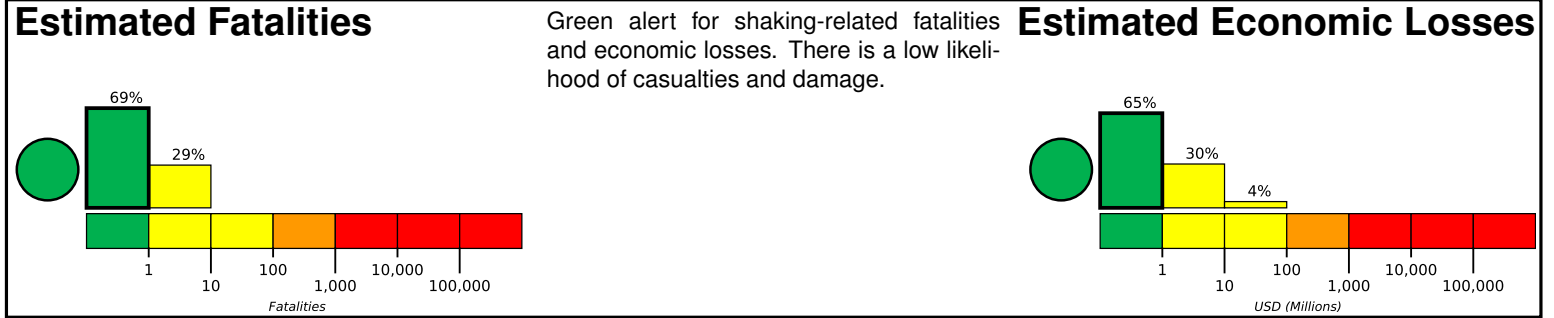 Estimated Fatalities
69%
29%
1
100
10,000
10
1,000
100,000
Fatalities
Green alert for shaking-related fatalities
and economic losses. There is a low likeli-
hood of casualties and damage.
Estimated Economic Losses
65%
30%
4%
1
100
10,000
10
1,000
100,000
USD (Millions)